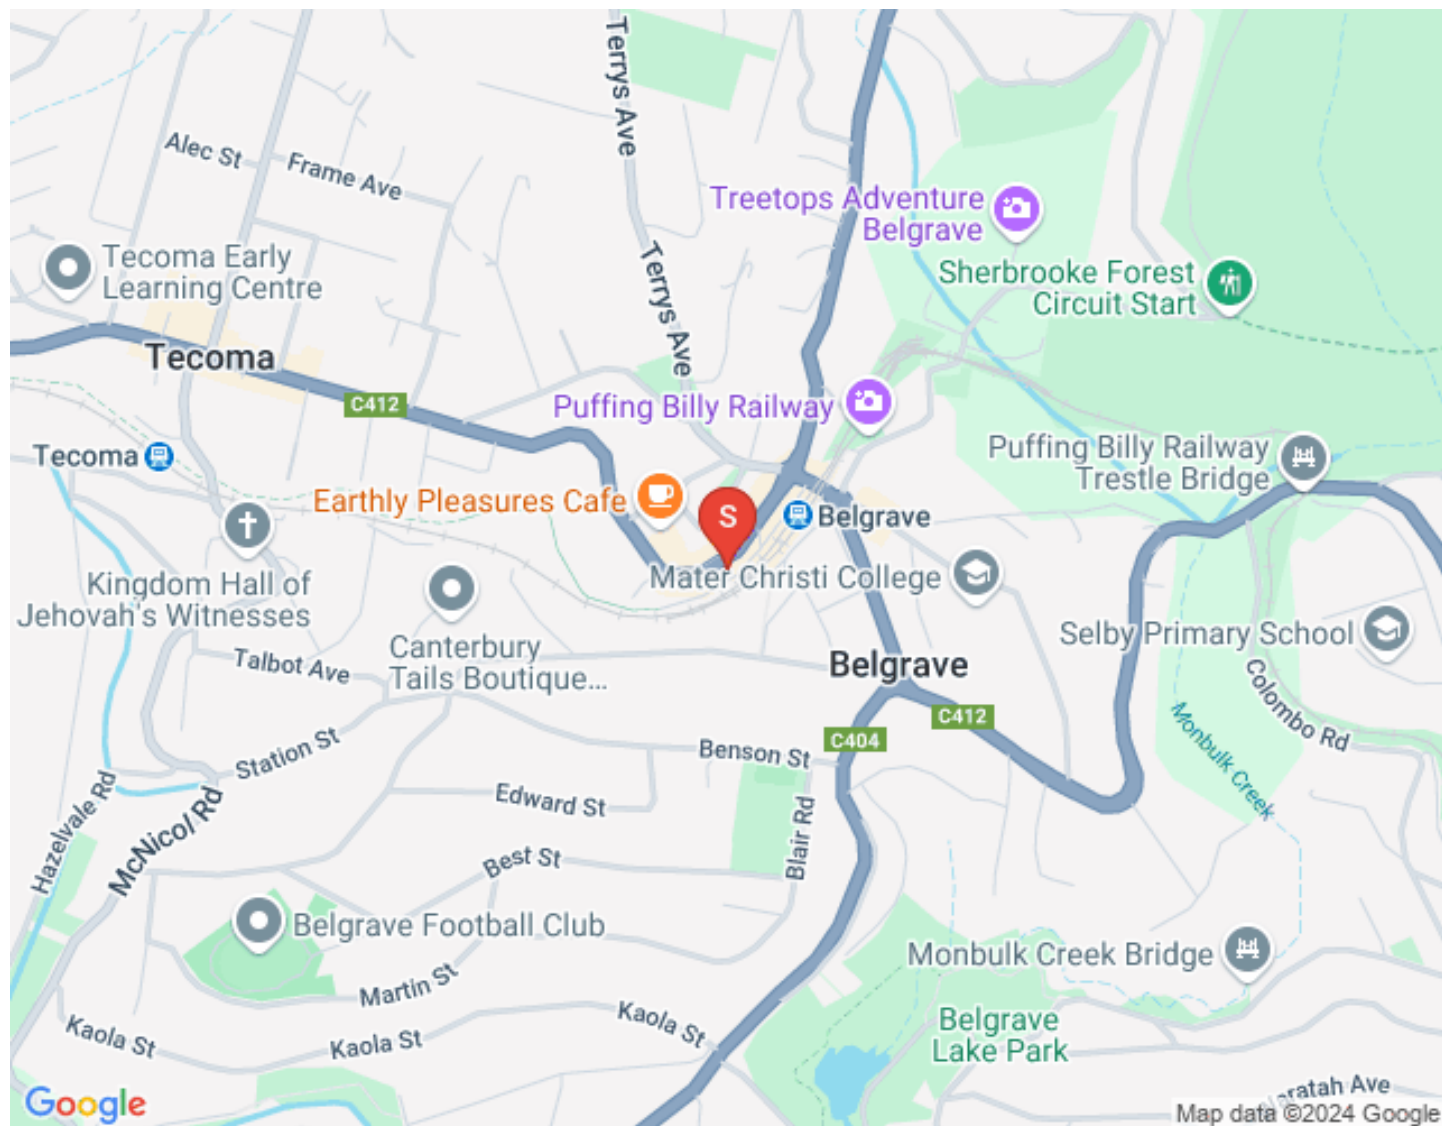 Terrys Ave
Alec St
Frame Ave
Treetops Adventure
Belgrave
Tecoma Early
Learning Centre
Terrys Ave
Sherbrooke Forest
Circuit Start
Tecoma
C412
Puffing Billy Railway
Tecoma
Puffing Billy Railway
Trestle Bridge
Earthly Pleasures Cafe
S
Belgrave
Kingdom Hall of
Jehovah's Witnesses
Mater Christi College
Canterbury
Tails Boutique...
Selby Primary School
Talbot Ave
Belgrave
Colombo Rd
C412
C404
Monbulk Creek
Station St
Benson St
Edward St
Hazelvale Rd
McNicol Rd
Blair Rd
Best St
Belgrave Football Club
Monbulk Creek Bridge
Martin St
Kaola St
Kaola St
Kaola St
Belgrave
Lake Park
Google
Ave
Map data ©2024 Google